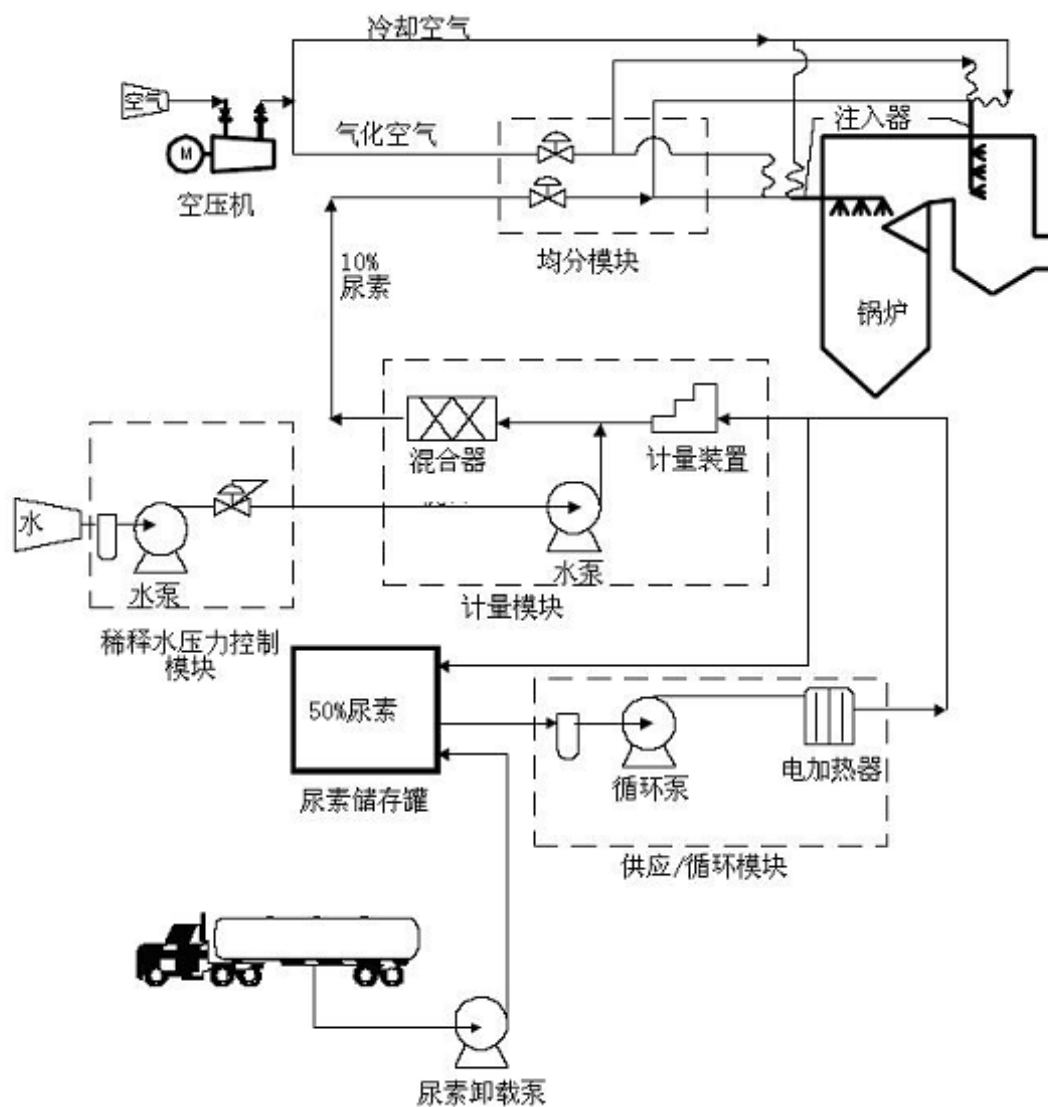 冷却空气
空气
气化空气
注入器
M
空压机
均分模块
10%
尿素
锅炉
混合器
计量装置
水
水泵
水泵
计量模块
稀释水压力控制
模块
50%尿素
循环泵
电加热器
尿素储存罐
供应/循环模块
尿素卸载泵